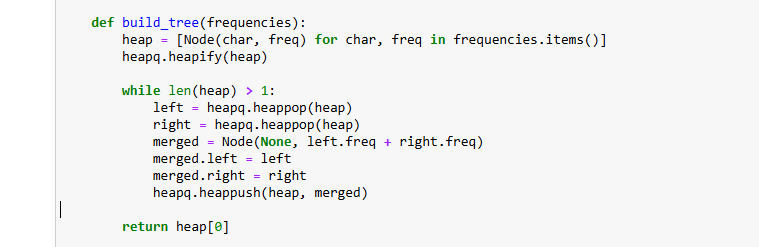 def build_tree(frequencies):
    heap = [Node(char, freq) for char, freq in frequencies.items()]
    heapq.heapify(heap)

    while len(heap) > 1:
        left = heapq.heappop(heap)
        right = heapq.heappop(heap)
        merged = Node(None, left.freq + right.freq)
        merged.left = left
        merged.right = right
        heapq.heappush(heap, merged)

    return heap[0]